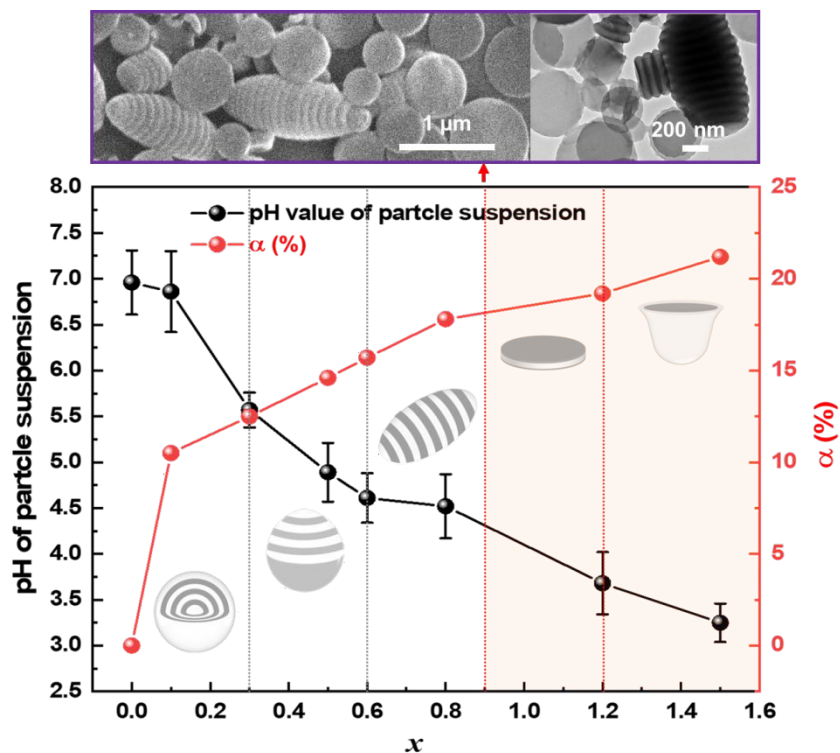 1 μm
200 nm
pH value of partcle suspension
α (%)
pH of partcle suspension
8.0
7.5
7.0
6.5
6.0
5.5
5.0
4.5
4.0
3.5
3.0
2.5
25
20
15
10
5
0
α (%)
0.0 0.2 0.4 0.6 0.8 1.0 1.2 1.4 1.6
x